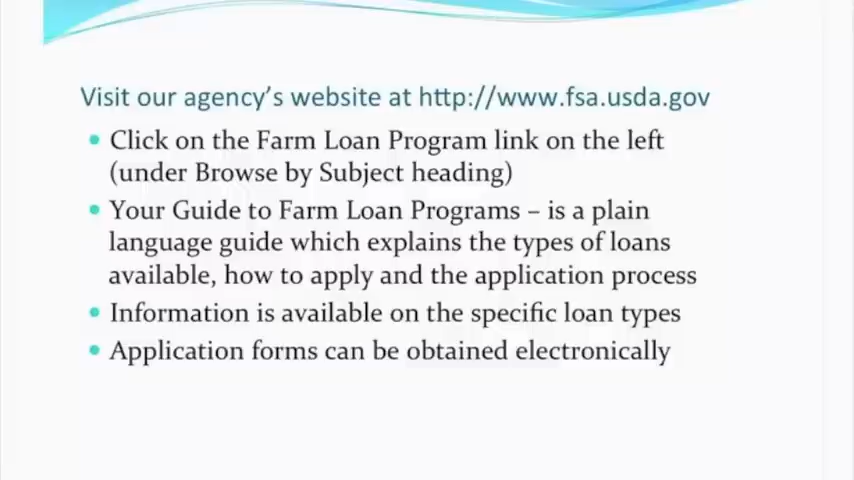 Visit our agency’s website at http://www.fsa.usda.gov
• Click on the Farm Loan Program link on the left
(under Browse by Subject heading)
• Your Guide to Farm Loan Programs – is a plain
language guide which explains the types of loans
available, how to apply and the application process
• Information is available on the specific loan types
• Application forms can be obtained electronically